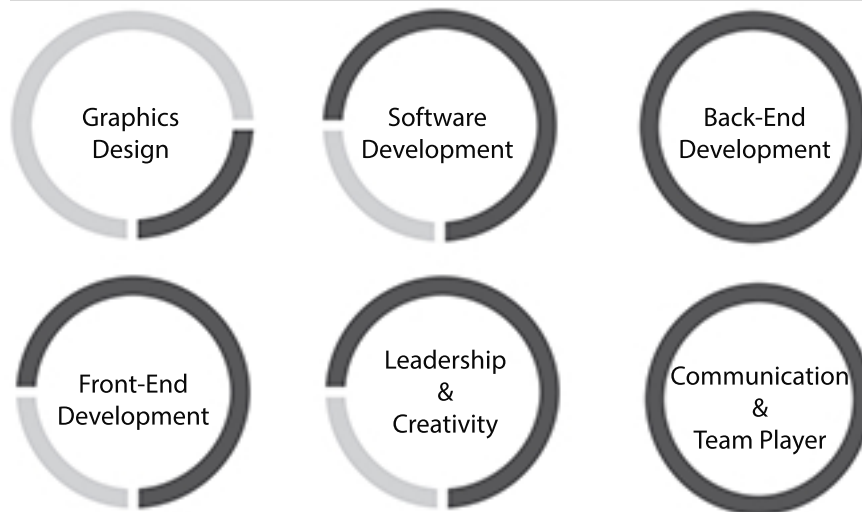 Graphics
Design
Software
Development
Back-End
Development
Front-End
Development
Leadership
&
Creativity
Communication
&
Team Player